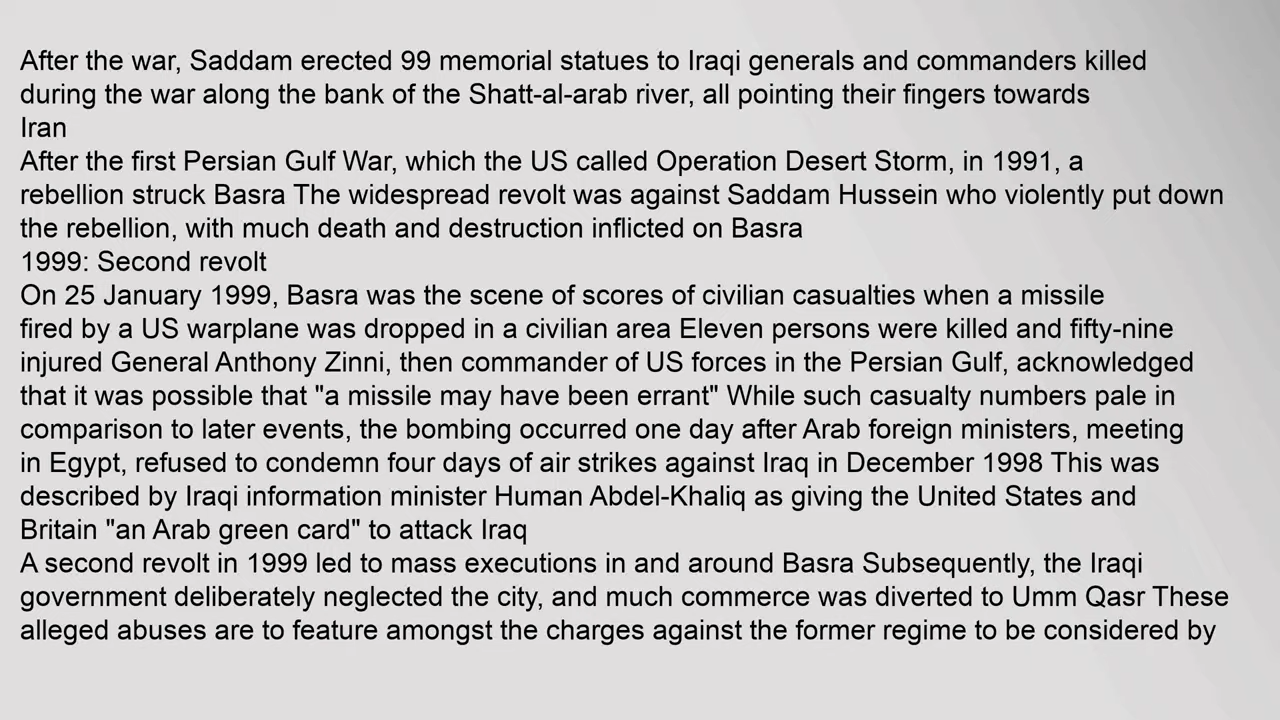 After the war, Saddam erected 99 memorial statues to Iraqi generals and commanders killed
during the war along the bank of the Shatt-al-arab river, all pointing their fingers towards
Iran
After the first Persian Gulf War, which the US called Operation Desert Storm, in 1991, a
rebellion struck Basra The widespread revolt was against Saddam Hussein who violently put down
the rebellion, with much death and destruction inflicted on Basra
1999: Second revolt
On 25 January 1999, Basra was the scene of scores of civilian casualties when a missile
fired by a US warplane was dropped in a civilian area Eleven persons were killed and fifty-nine
injured General Anthony Zinni, then commander of US forces in the Persian Gulf, acknowledged
that it was possible that "a missile may have been errant" While such casualty numbers pale in
comparison to later events, the bombing occurred one day after Arab foreign ministers, meeting
in Egypt, refused to condemn four days of air strikes against Iraq in December 1998 This was
described by Iraqi information minister Human Abdel-Khaliq as giving the United States and
Britain "an Arab green card" to attack Iraq
A second revolt in 1999 led to mass executions in and around Basra Subsequently, the Iraqi
government deliberately neglected the city, and much commerce was diverted to Umm Qasr These
alleged abuses are to feature amongst the charges against the former regime to be considered by